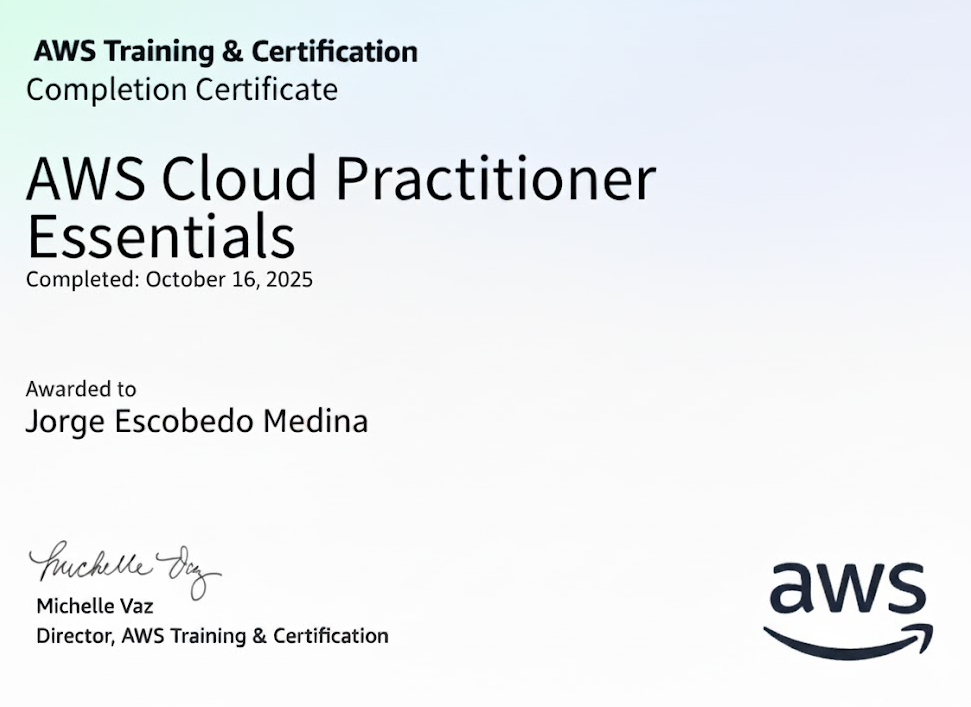 AWS Training & Certification
Completion Certificate
AWS Cloud Practitioner
Essentials
Completed: October 16, 2025
Awarded to
Jorge Escobedo Medina
Michelle Vaz
Michelle Vaz
Director, AWS Training & Certification
aws